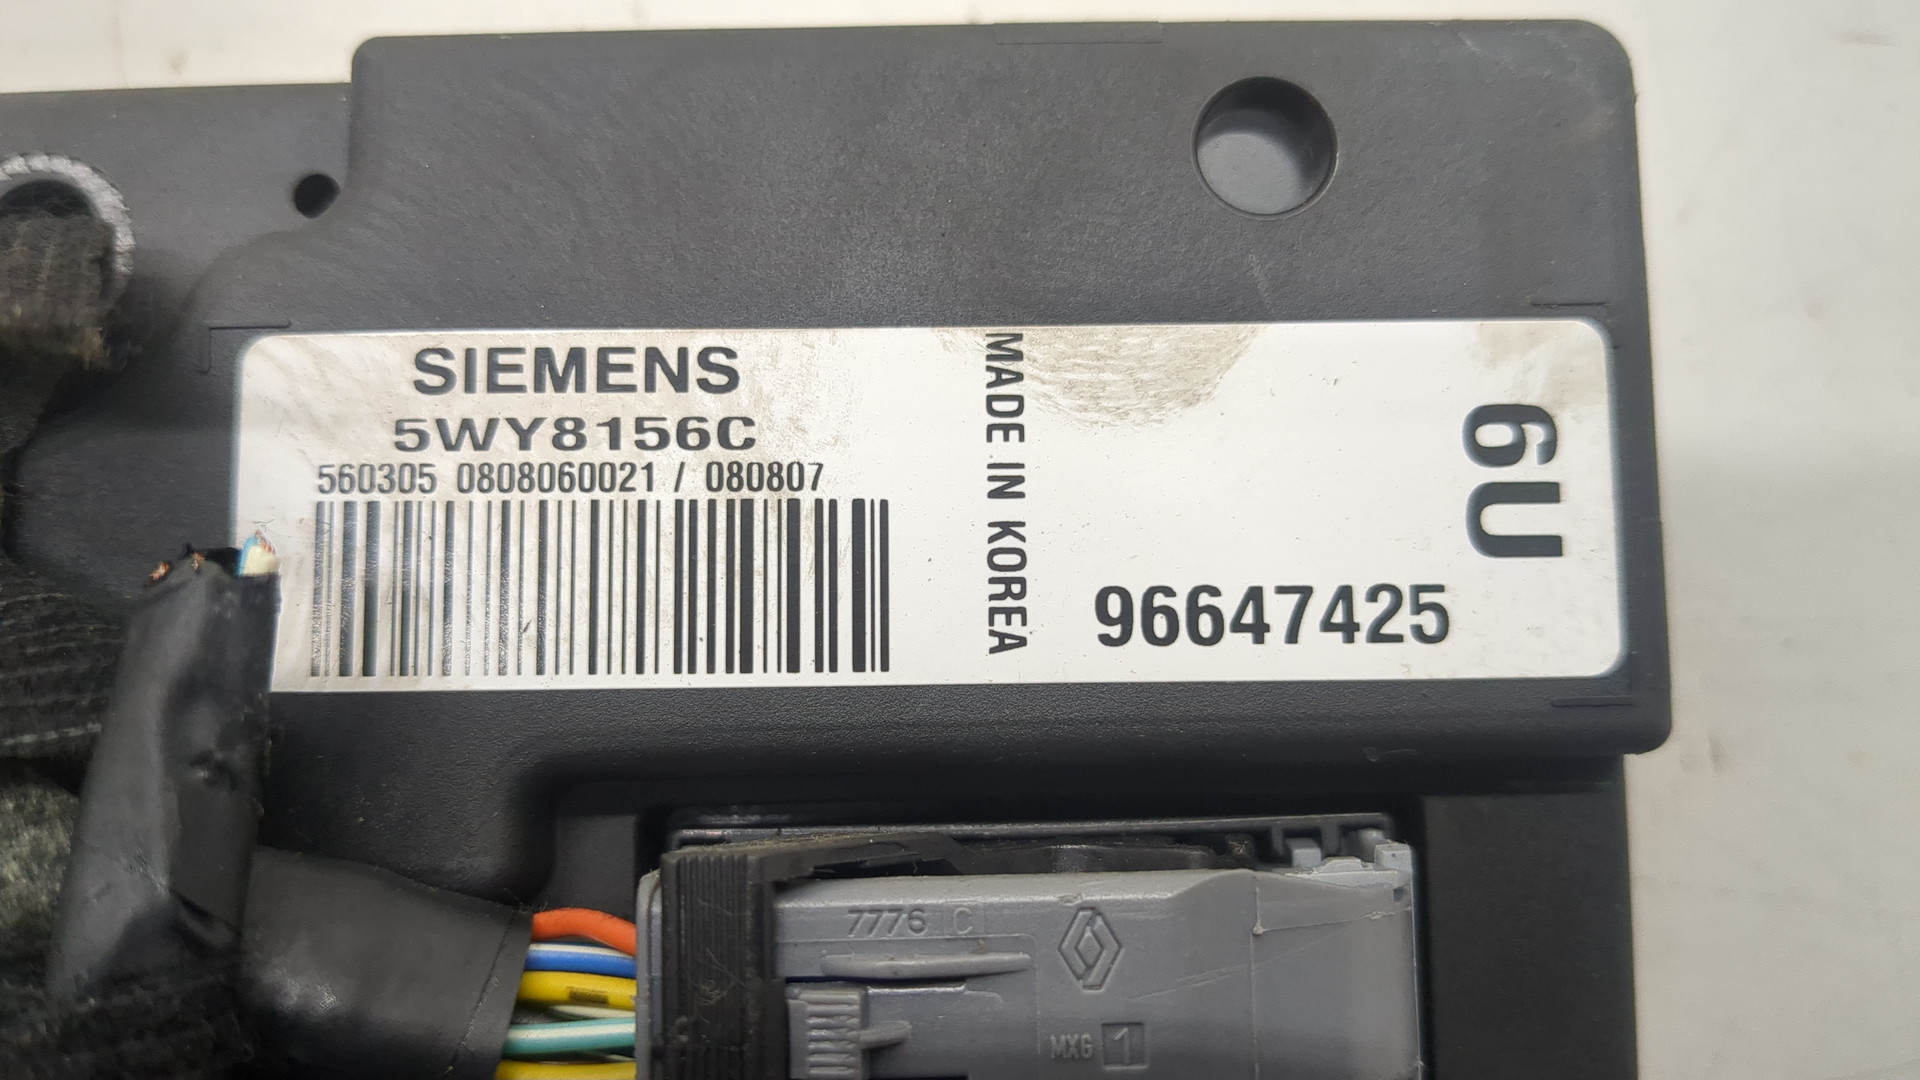 SIEMENS
5WY8156C
560305 0808060021 / 080807
MADE IN KOREA
6U
96647425
7776 C
MXG 1